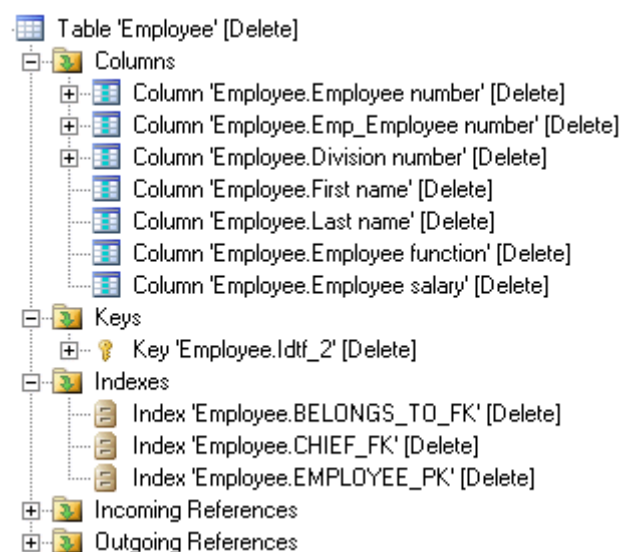 Table 'Employee' [Delete]
Columns
Column 'Employee.Employee number' [Delete]
Column 'Employee.Emp_Employee number' [Delete]
Column 'Employee.Division number' [Delete]
Column 'Employee.First name' [Delete]
Column 'Employee.Last name' [Delete]
Column 'Employee.Employee function' [Delete]
Column 'Employee.Employee salary' [Delete]
Keys
Key 'Employee.Idtf_2' [Delete]
Indexes
Index 'Employee.BELONGS_TO_FK' [Delete]
Index 'Employee.CHIEF_FK' [Delete]
Index 'Employee.EMPLOYEE_PK' [Delete]
Incoming References
Outgoing References